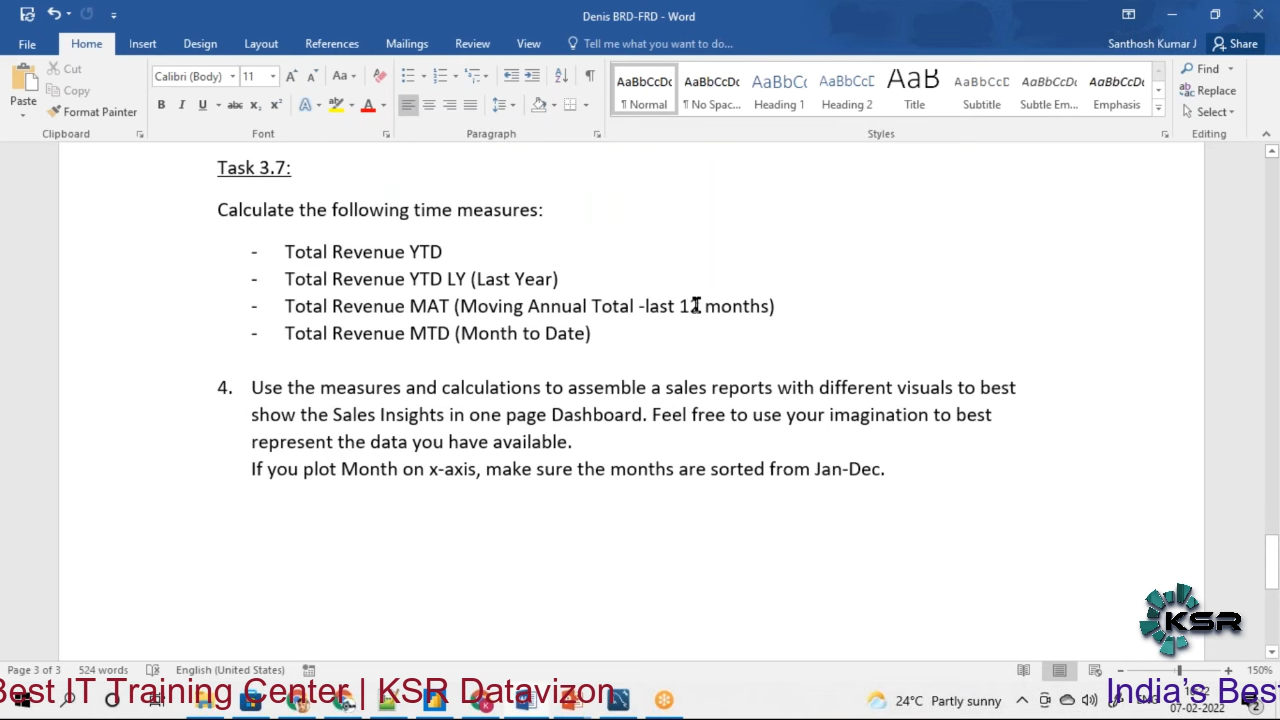 Denis BRD-FRD - Word
File Home Insert Design Layout References Mailings Review View Tell me what you want to do... Santhosh Kumar J Share
Cut
Copy
Format Painter
Paste
Calibri (Body) 11
AaBbCcDc AaBbCcDc AaBbCc AaBbCcDc AaB AaBbCcDc AaBbCcDc AaBbCcDc
¶ Normal ¶ No Spac... Heading 1 Heading 2 Title Subtitle Subtle Em... Emphasis
Find
Replace
Select
Clipboard Font Paragraph Styles Editing
Task 3.7:
Calculate the following time measures:
- Total Revenue YTD
- Total Revenue YTD LY (Last Year)
- Total Revenue MAT (Moving Annual Total -last 12 months)
- Total Revenue MTD (Month to Date)
4. Use the measures and calculations to assemble a sales reports with different visuals to best
show the Sales Insights in one page Dashboard. Feel free to use your imagination to best
represent the data you have available.
If you plot Month on x-axis, make sure the months are sorted from Jan-Dec.
KSR
Page 3 of 3 524 words English (United States) 150%
Best IT Training Center | KSR Datavizon
India's Bes
24°C Partly sunny
ENG
07-02-2022